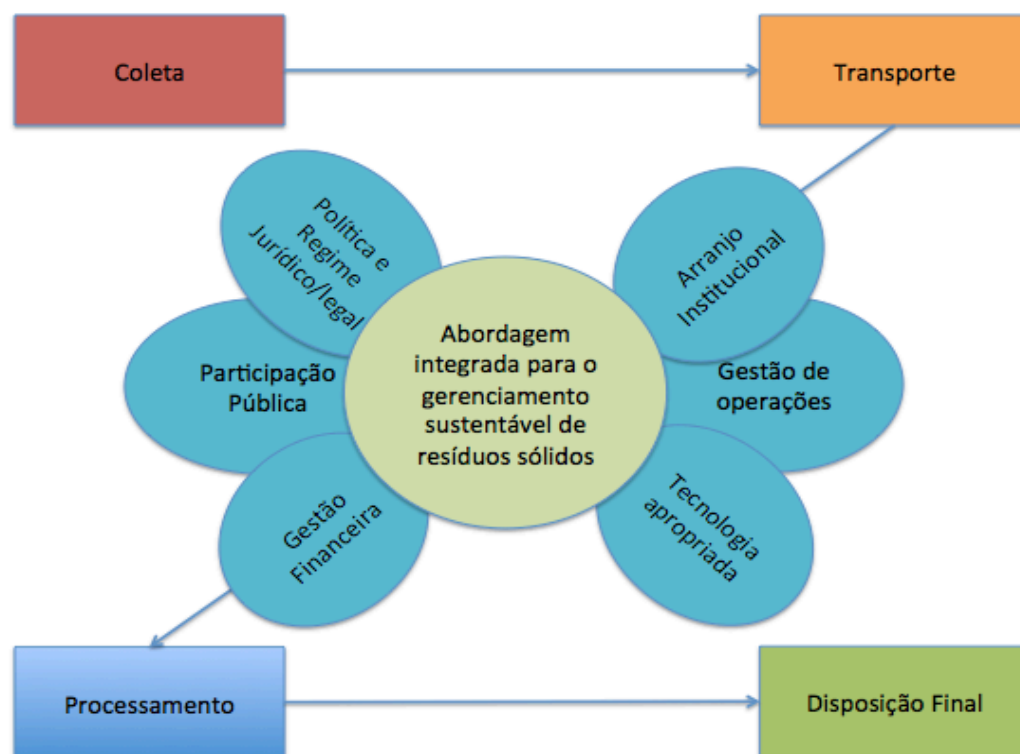 Coleta
Transporte
Política e
Regime
Jurídico/legal
Arranjo
Institucional
Participação
Pública
Abordagem
integrada para o
gerenciamento
sustentável de
resíduos sólidos
Gestão de
operações
Gestão
Financeira
Tecnologia
apropriada
Processamento
Disposição Final